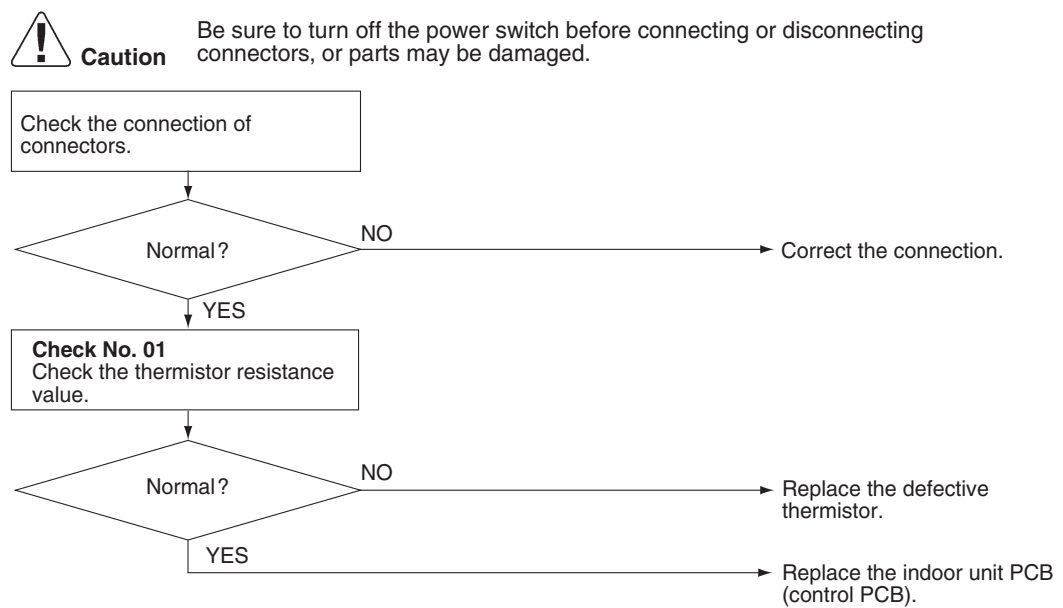 Caution
Be sure to turn off the power switch before connecting or disconnecting
connectors, or parts may be damaged.
Check the connection of
connectors.
Normal?
NO
Correct the connection.
YES
Check No. 01
Check the thermistor resistance
value.
Normal?
NO
Replace the defective
thermistor.
YES
Replace the indoor unit PCB
(control PCB).